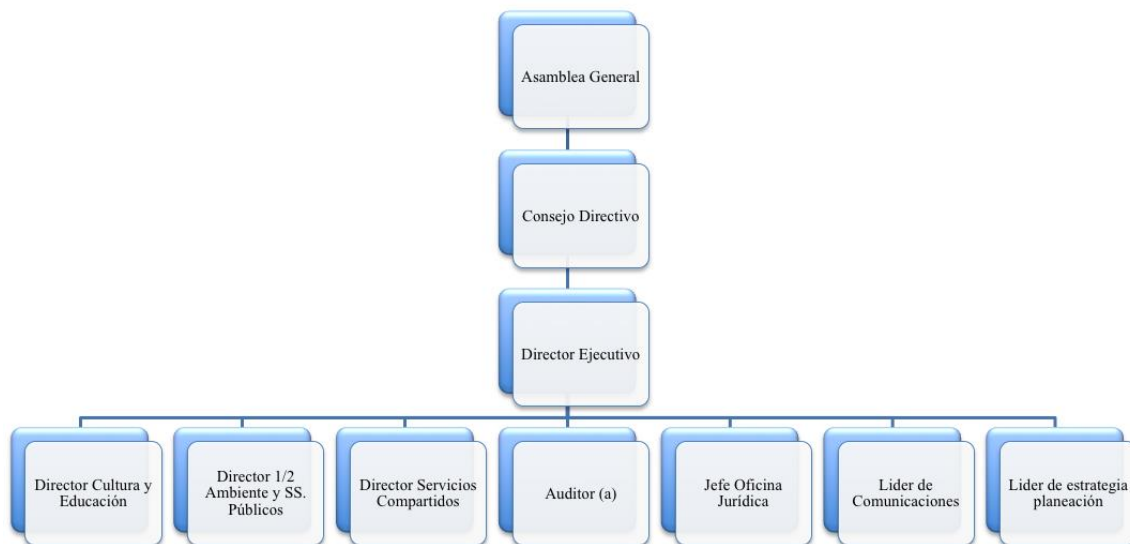 Asamblea General
Consejo Directivo
Director Ejecutivo
Director Cultura y
Educación
Director 1/2
Ambiente y SS.
Públicos
Director Servicios
Compartidos
Auditor (a)
Jefe Oficina
Jurídica
Lider de
Comunicaciones
Lider de estrategia
planeación